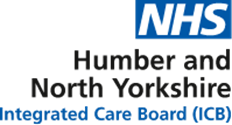 NHS
Humber and
North Yorkshire
Integrated Care Board (ICB)